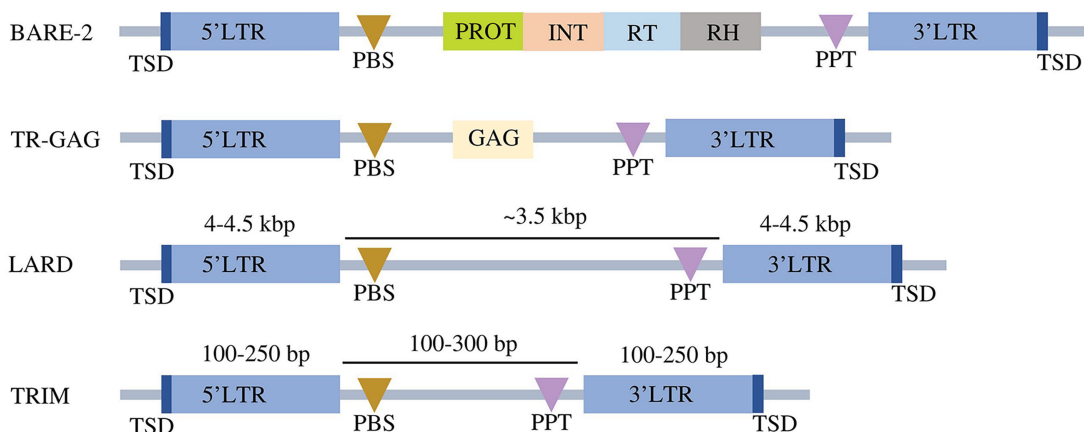 BARE-2 5'LTR PROT INT RT RH 3'LTR
TSD PBS PPT TSD
TR-GAG 5'LTR GAG 3'LTR
TSD PBS PPT TSD
4-4.5 kbp ~3.5 kbp 4-4.5 kbp
LARD 5'LTR 3'LTR
TSD PBS PPT TSD
100-250 bp 100-300 bp 100-250 bp
TRIM 5'LTR 3'LTR
TSD PBS PPT TSD